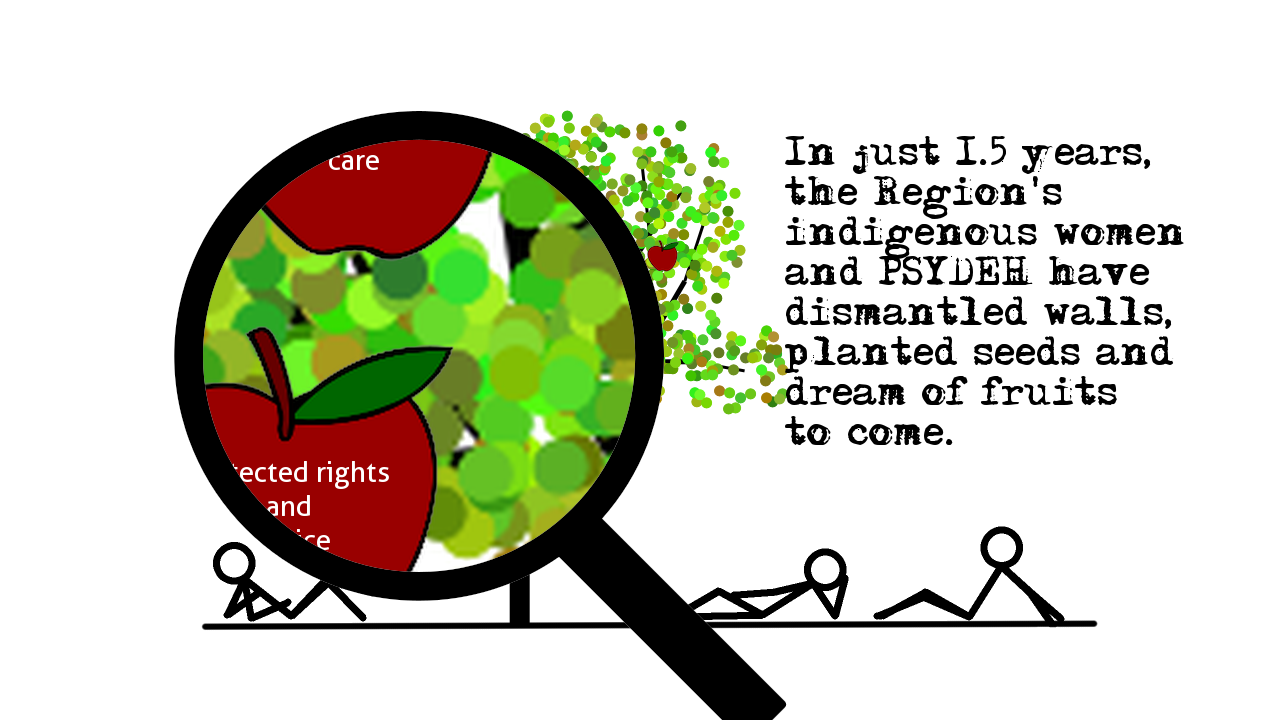 care
rights
and
In just 1.5 years,
the Region's
indigenous women
and PSYDEH have
dismantled walls,
planted seeds and
dream of fruits
to come.